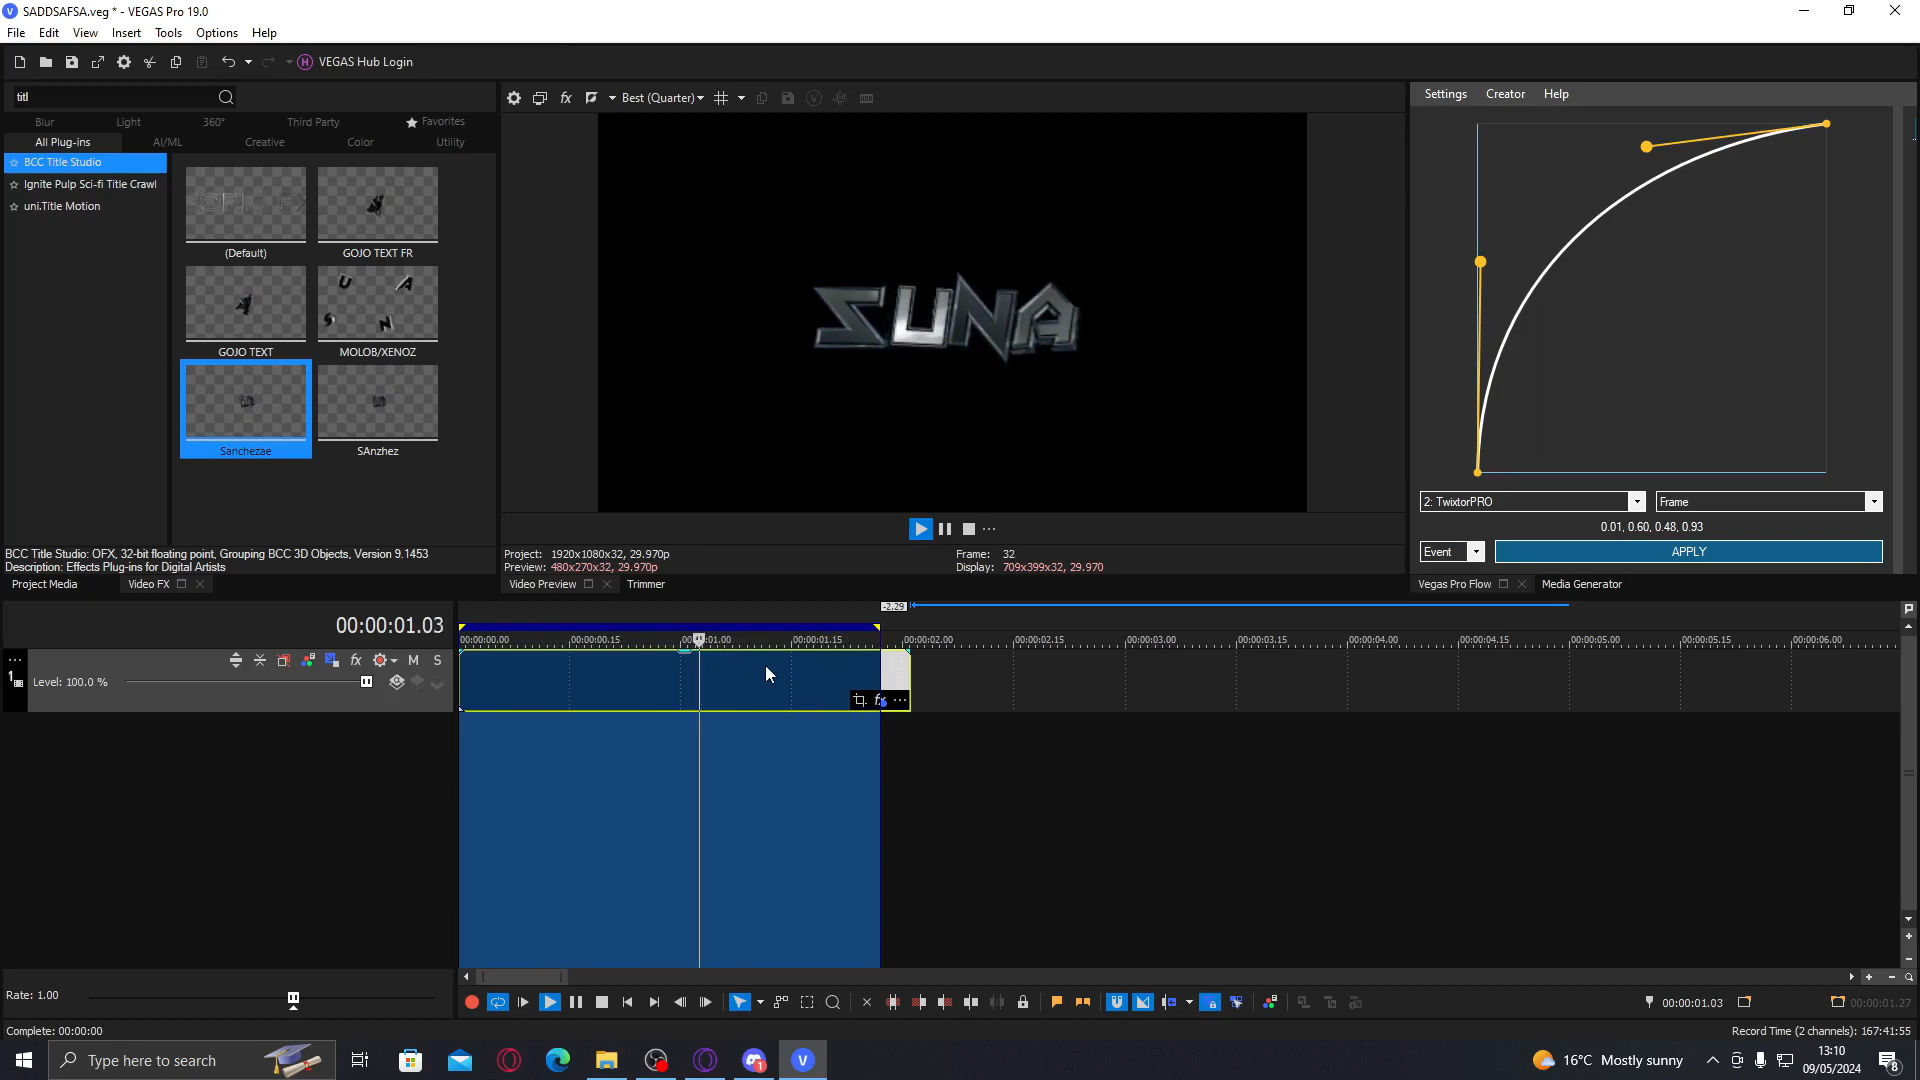 SADDSAFSA.veg * - VEGAS Pro 19.0
File Edit View Insert Tools Options Help
VEGAS Hub Login
titl
Blur Light 360° Third Party Favorites
All Plug-ins AI/ML Creative Color Utility
BCC Title Studio
Ignite Pulp Sci-fi Title Crawl
uni.Title Motion
(Default) GOJO TEXT FR
GOJO TEXT MOLOB/XENOZ
Sanchezae SAnzhez
BCC Title Studio: OFX, 32-bit floating point, Grouping BCC 3D Objects, Version 9.1453
Description: Effects Plug-ins for Digital Artists
Project Media Video FX
Best (Quarter)
SUNA
Project: 1920x1080x32, 29.970p
Preview: 480x270x32, 29.970p
Frame: 32
Display: 709x399x32, 29.970
Video Preview Trimmer
Settings Creator Help
2: TwixtorPRO Frame
0.01, 0.60, 0.48, 0.93
Event APPLY
Vegas Pro Flow Media Generator
-2.29
00:00:01.03
00:00:00.00 00:00:00.15 00:00:01.00 00:00:01.15 00:00:02.00 00:00:02.15 00:00:03.00 00:00:03.15 00:00:04.00 00:00:04.15 00:00:05.00 00:00:05.15 00:00:06.00
fx M S
1 Level: 100.0 %
fx
Rate: 1.00
00:00:01.03 00:00:01.27
Complete: 00:00:00
Record Time (2 channels): 167:41:55
Type here to search
16°C Mostly sunny
13:10
09/05/2024